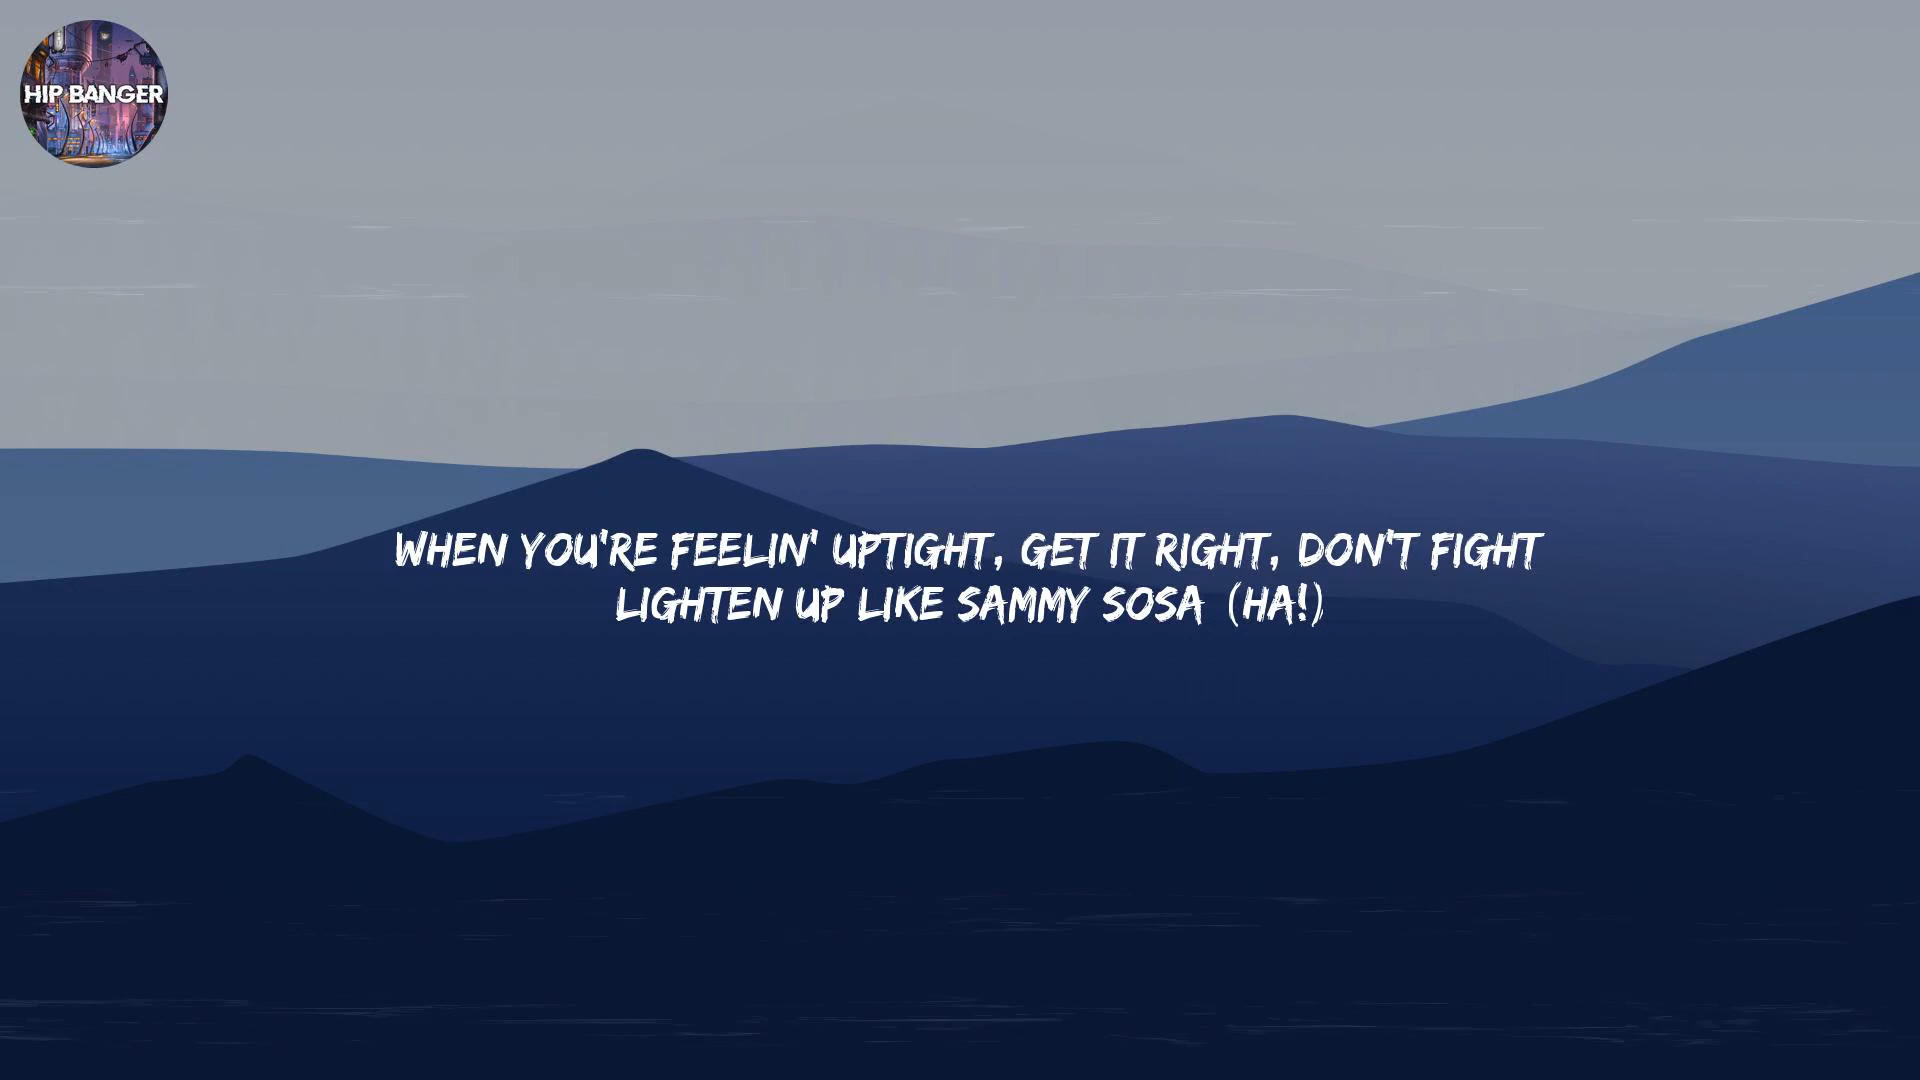 HIP BANGER
WHEN YOU'RE FEELIN' UPTIGHT, GET IT RIGHT, DON'T FIGHT
LIGHTEN UP LIKE SAMMY SOSA (HA!)